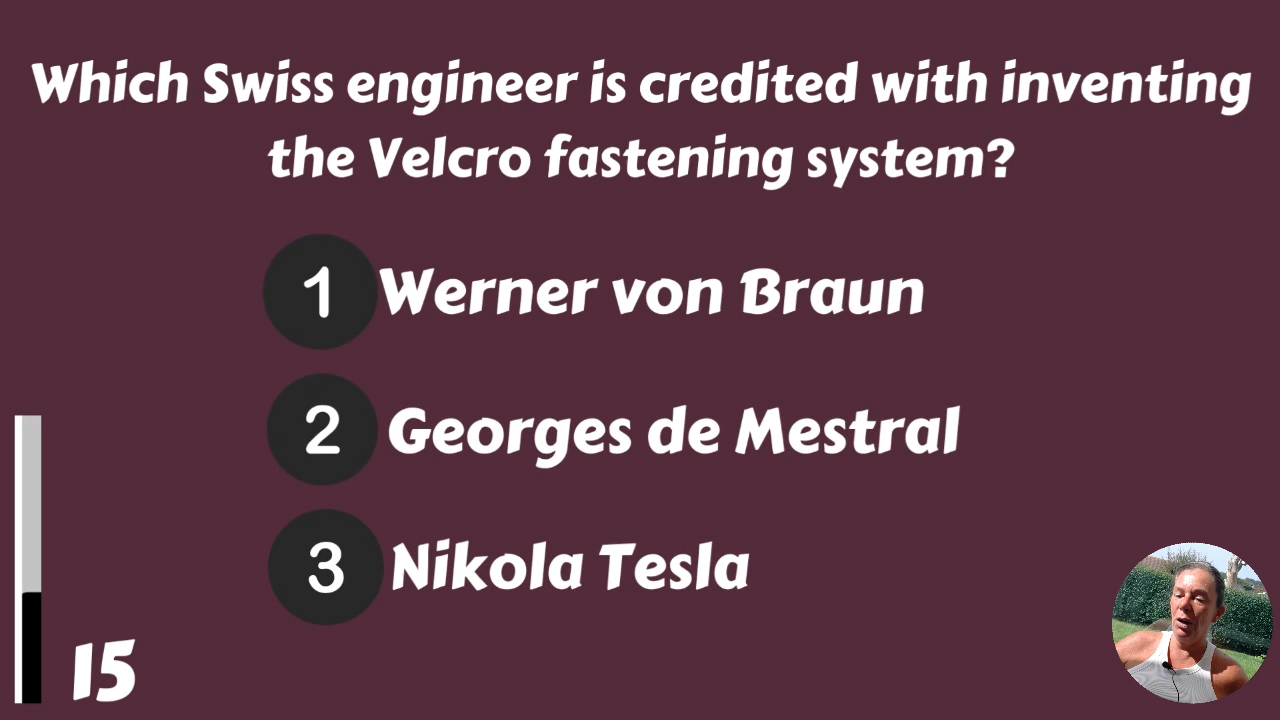 Which Swiss engineer is credited with inventing
the Velcro fastening system?
1 Werner von Braun
2 Georges de Mestral
3 Nikola Tesla
15